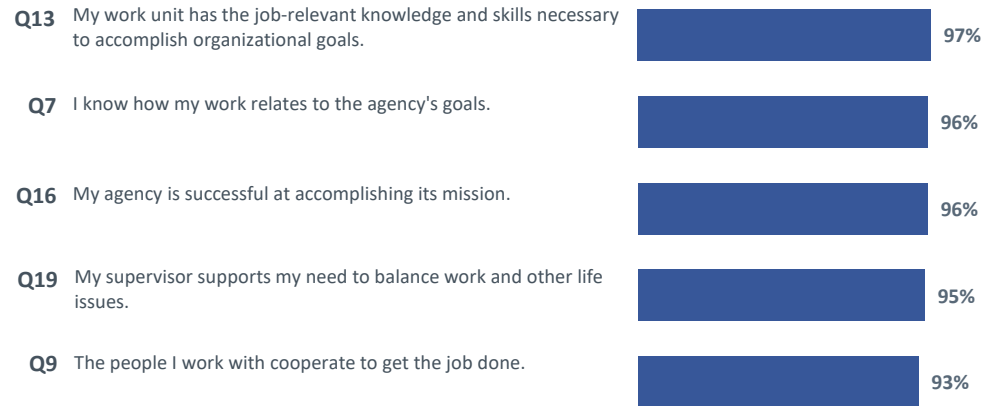 Q13 My work unit has the job-relevant knowledge and skills necessary
to accomplish organizational goals.
97%
Q7 I know how my work relates to the agency's goals.
96%
Q16 My agency is successful at accomplishing its mission.
96%
Q19 My supervisor supports my need to balance work and other life
issues.
95%
Q9 The people I work with cooperate to get the job done.
93%